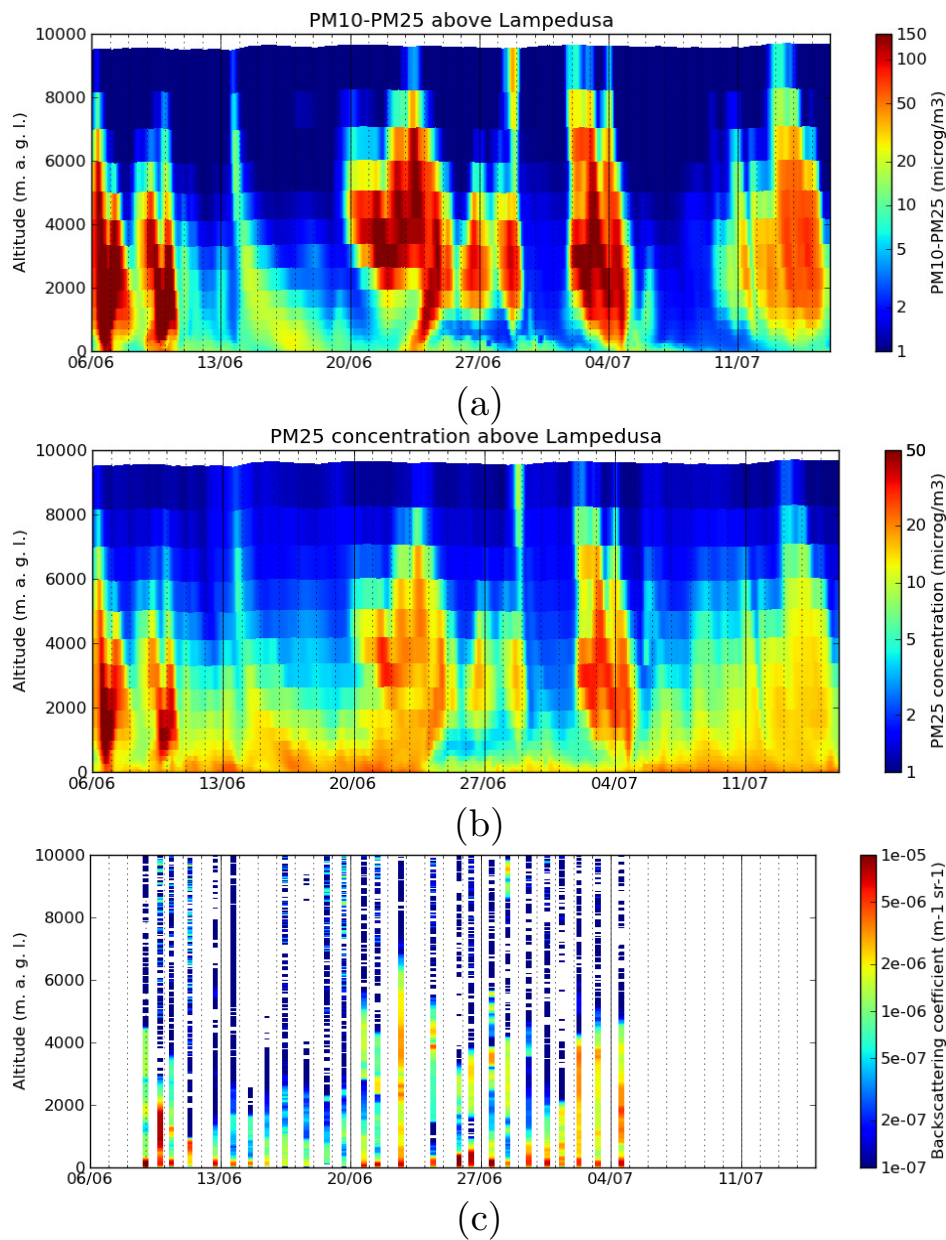 PM10-PM25 above Lampedusa
10000
8000
6000
4000
2000
0
Altitude (m. a. g. l.)
06/06 13/06 20/06 27/06 04/07 11/07
150
100
50
20
10
5
2
1
PM10-PM25 (microg/m3)
(a)
PM25 concentration above Lampedusa
10000
8000
6000
4000
2000
0
Altitude (m. a. g. l.)
06/06 13/06 20/06 27/06 04/07 11/07
50
20
10
5
2
1
PM25 concentration (microg/m3)
(b)
10000
8000
6000
4000
2000
0
Altitude (m. a. g. l.)
06/06 13/06 20/06 27/06 04/07 11/07
1e-05
5e-06
2e-06
1e-06
5e-07
2e-07
1e-07
Backscattering coefficient (m-1 sr-1)
(c)